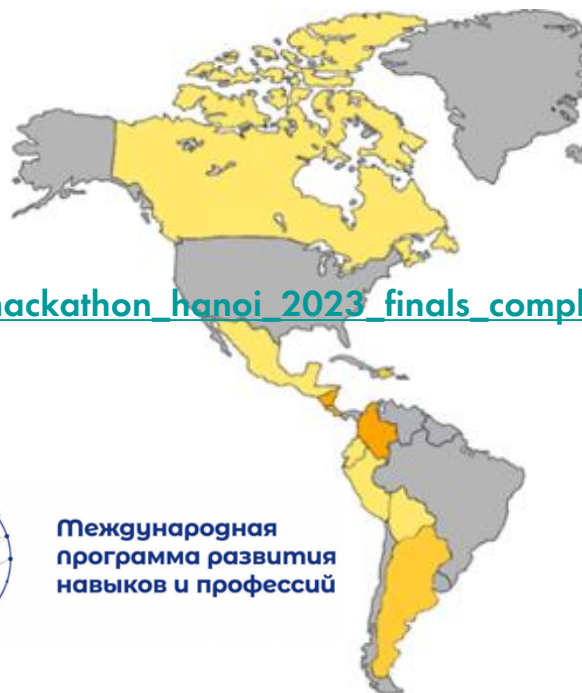 hackathon_hanoi_2023_finals_compl
Международная
программа развития
навыков и профессий